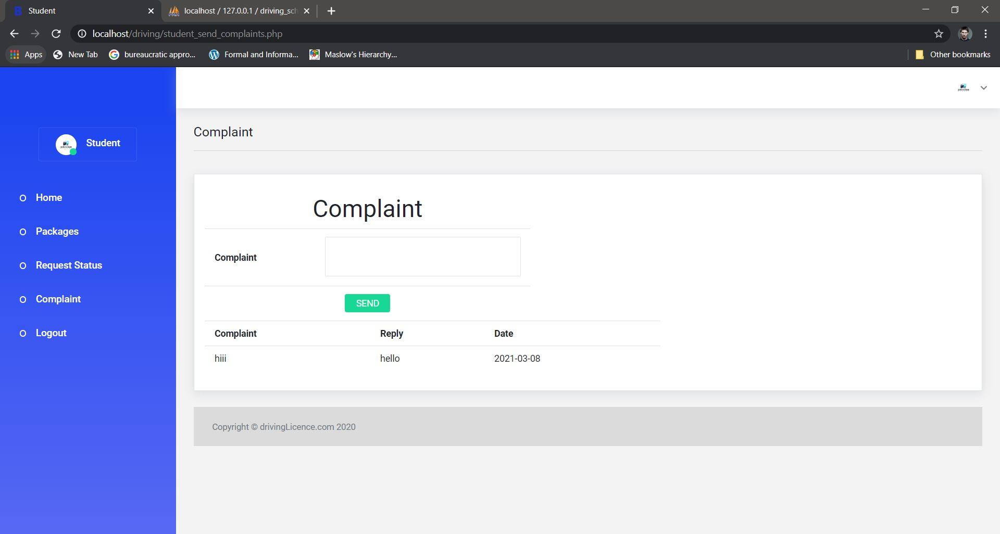 Student
localhost / 127.0.0.1 / driving_sch
localhost/driving/student_send_complaints.php
Apps
New Tab
bureaucratic appro...
Formal and Informa...
Maslow's Hierarchy...
Other bookmarks
Student
Home
Packages
Request Status
Complaint
Logout
Complaint
Complaint
Complaint
SEND
Complaint Reply Date
hiii hello 2021-03-08
Copyright © drivingLicence.com 2020